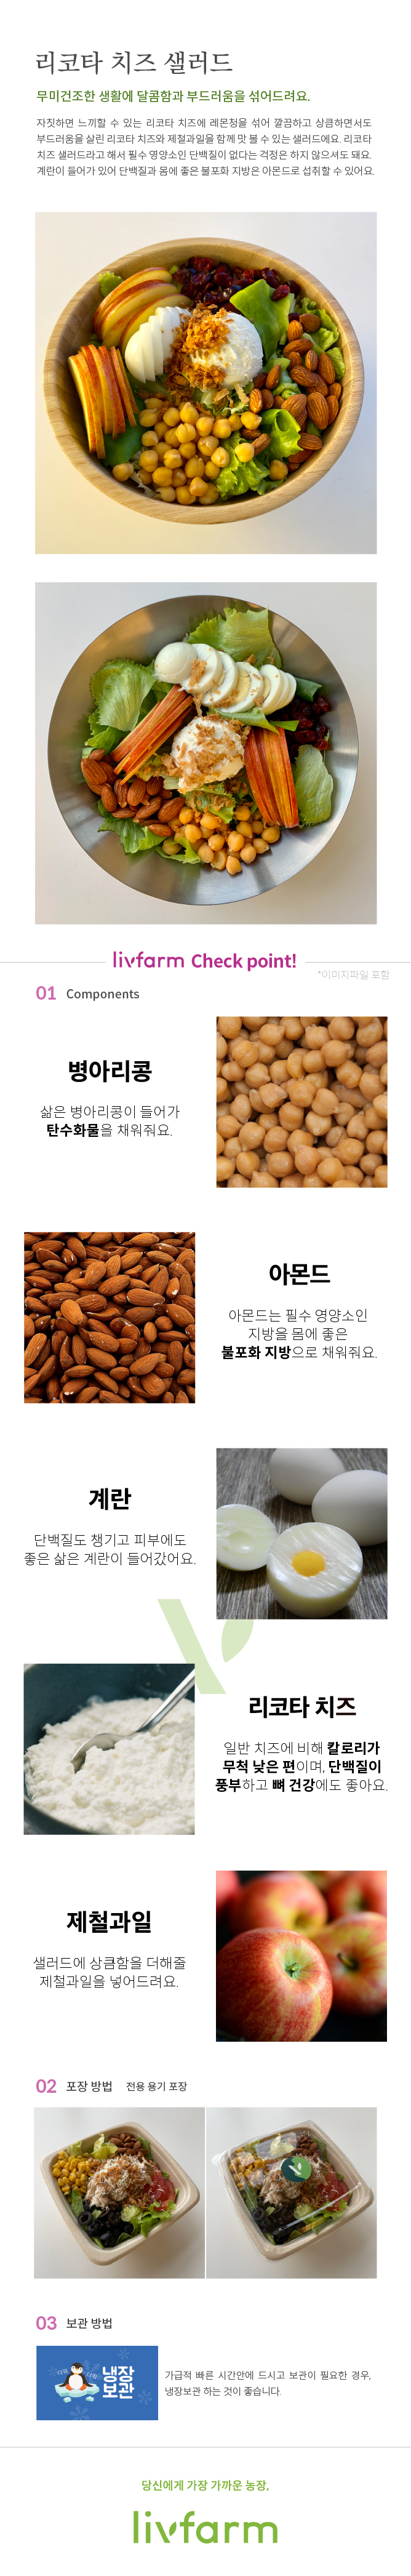 리코타 치즈 샐러드
무미건조한 생활에 달콤함과 부드러움을 섞어드려요.
자칫하면 느끼할 수 있는 리코타 치즈에 레몬청을 섞어 깔끔하고 상큼하면서도
부드러움을 살린 리코타 치즈와 제철과일을 함께 맛 볼 수 있는 샐러드에요. 리코타
치즈 샐러드라고 해서 필수 영양소인 단백질이 없다는 걱정은 하지 않으셔도 돼요.
계란이 들어가 있어 단백질과 몸에 좋은 불포화 지방은 아몬드로 섭취할 수 있어요.
livfarm Check point!
*이미지파일 포함
01 Components
병아리콩
삶은 병아리콩이 들어가
탄수화물을 채워줘요.
아몬드
아몬드는 필수 영양소인
지방을 몸에 좋은
불포화 지방으로 채워줘요.
계란
단백질도 챙기고 피부에도
좋은 삶은 계란이 들어갔어요.
리코타 치즈
일반 치즈에 비해 칼로리가
무척 낮은 편이며, 단백질이
풍부하고 뼈 건강에도 좋아요.
제철과일
샐러드에 상큼함을 더해줄
제철과일을 넣어드려요.
02 포장 방법 전용 용기 포장
03 보관 방법
냉장
보관
가급적 빠른 시간안에 드시고 보관이 필요한 경우,
냉장보관 하는 것이 좋습니다.
당신에게 가장 가까운 농장,
livfarm